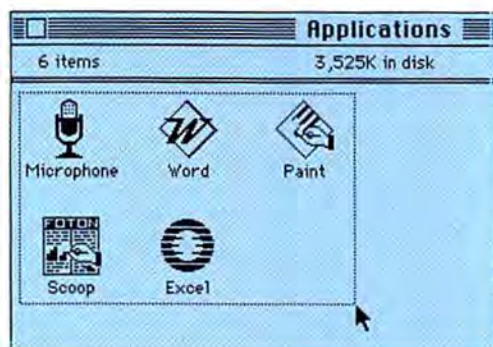 Applications
6 items 3,525K in disk
Microphone Word Paint
FOTON
Scoop Excel